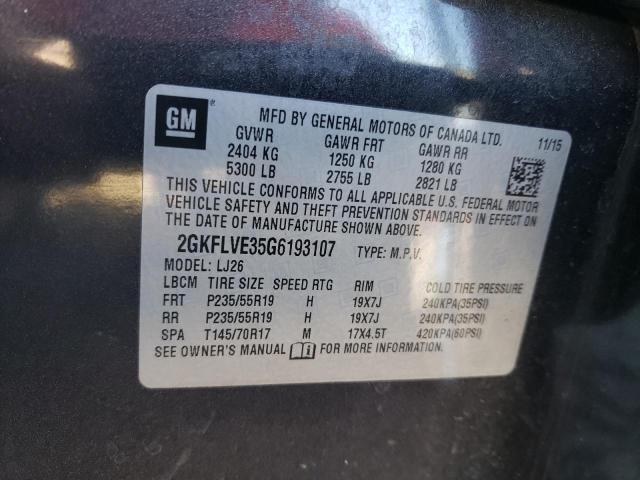 GM
MFD BY GENERAL MOTORS OF CANADA LTD. 11/15
GVWR GAWR FRT GAWR RR
2404 KG 1250 KG 1280 KG
5300 LB 2755 LB 2821 LB
THIS VEHICLE CONFORMS TO ALL APPLICABLE U.S. FEDERAL MOTOR
VEHICLE SAFETY AND THEFT PREVENTION STANDARDS IN EFFECT ON
THE DATE OF MANUFACTURE SHOWN ABOVE.
2GKFLVE35G6193107 TYPE: M.P.V.
MODEL: LJ26
LBCM TIRE SIZE SPEED RTG RIM COLD TIRE PRESSURE
FRT P235/55R19 H 19X7J 240KPA(35PSI)
RR P235/55R19 H 19X7J 240KPA(35PSI)
SPA T145/70R17 M 17X4.5T 420KPA(60PSI)
SEE OWNER'S MANUAL FOR MORE INFORMATION.